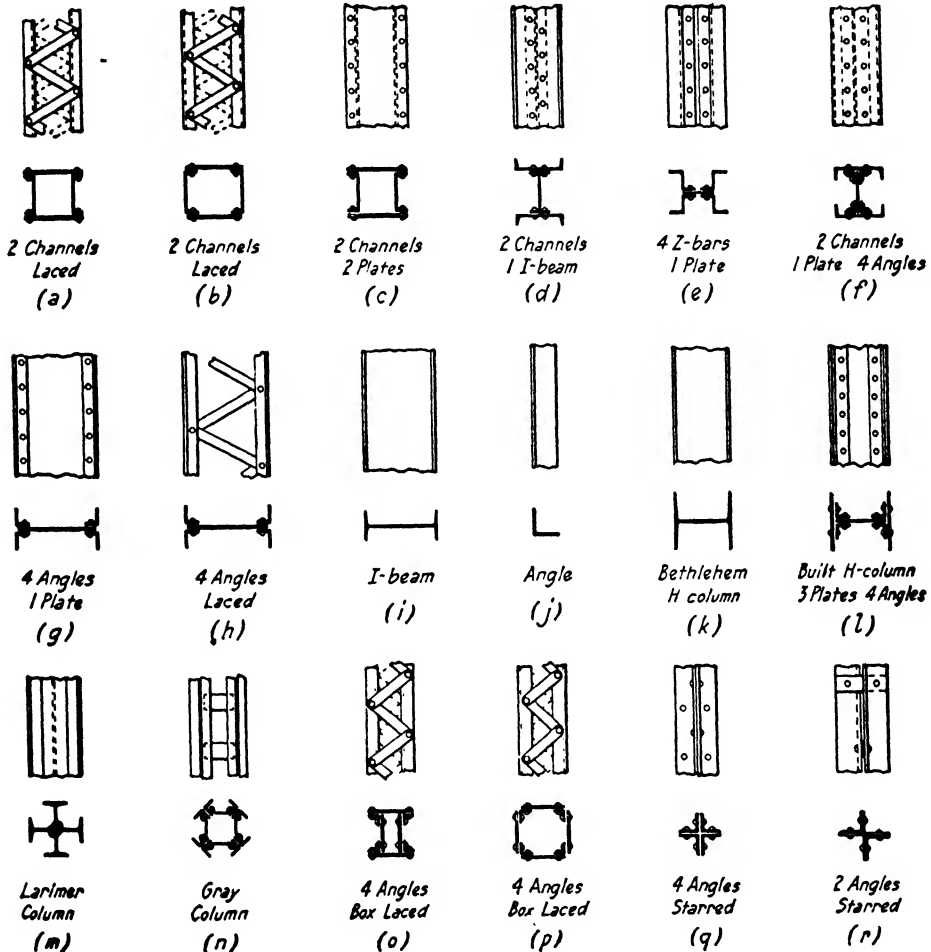 2 Channels
Laced
(a)
2 Channels
Laced
(b)
2 Channels
2 Plates
(c)
2 Channels
1 I-beam
(d)
4 Z-bars
1 Plate
(e)
2 Channels
1 Plate 4 Angles
(f)
4 Angles
1 Plate
(g)
4 Angles
Laced
(h)
I-beam
(i)
Angle
(j)
Bethlehem
H column
(k)
Built H-column
3 Plates 4 Angles
(l)
Larimer
Column
(m)
Gray
Column
(n)
4 Angles
Box Laced
(o)
4 Angles
Box Laced
(p)
4 Angles
Starred
(q)
2 Angles
Starred
(r)